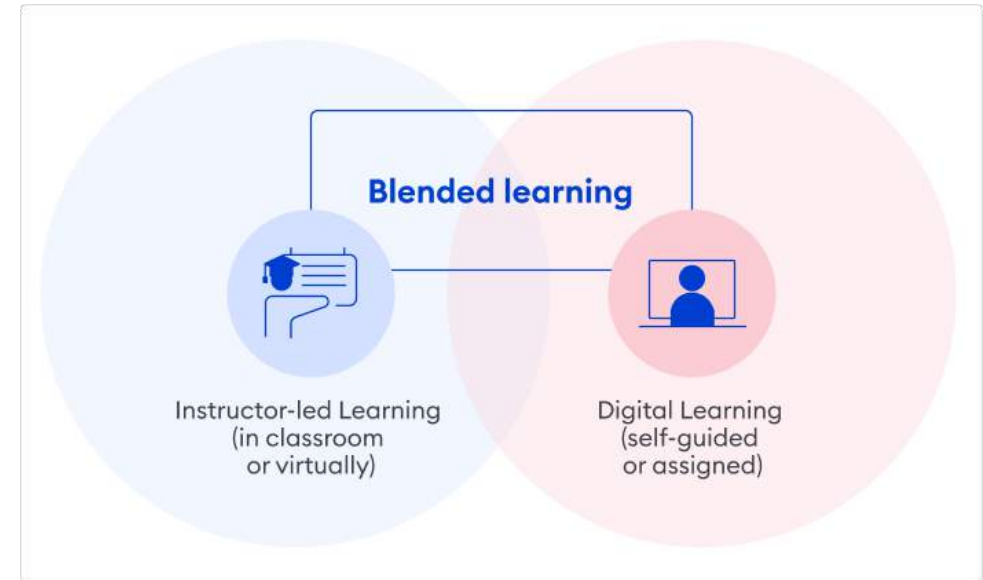 Blended learning
Instructor-led Learning
(in classroom
or virtually)
Digital Learning
(self-guided
or assigned)